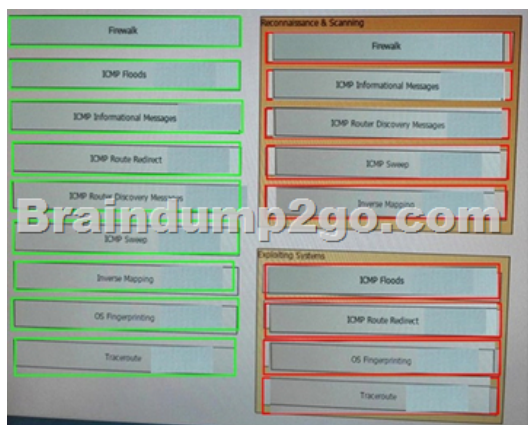 Firewalk
ICMP Floods
ICMP Informational Messages
ICMP Route Redirect
ICMP Router Discovery Messages
ICMP Sweep
Inverse Mapping
OS Fingerprinting
Traceroute
Reconnaissance & Scanning
Firewalk
ICMP Informational Messages
ICMP Router Discovery Messages
ICMP Sweep
Inverse Mapping
Exploiting Systems
ICMP Floods
ICMP Route Redirect
OS Fingerprinting
Traceroute
Braindump2go.com